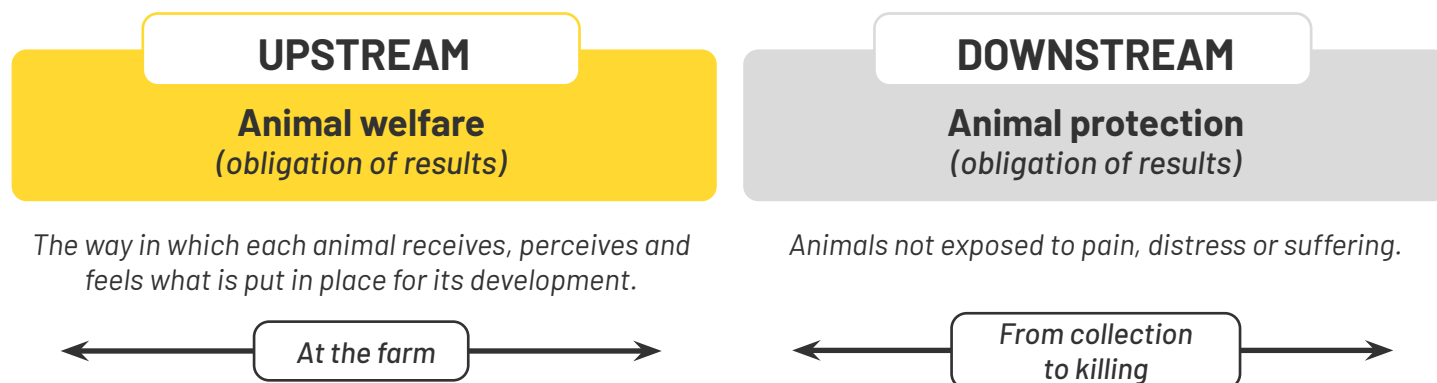 UPSTREAM
Animal welfare
(obligation of results)
The way in which each animal receives, perceives and
feels what is put in place for its development.
At the farm
DOWNSTREAM
Animal protection
(obligation of results)
Animals not exposed to pain, distress or suffering.
From collection
to killing